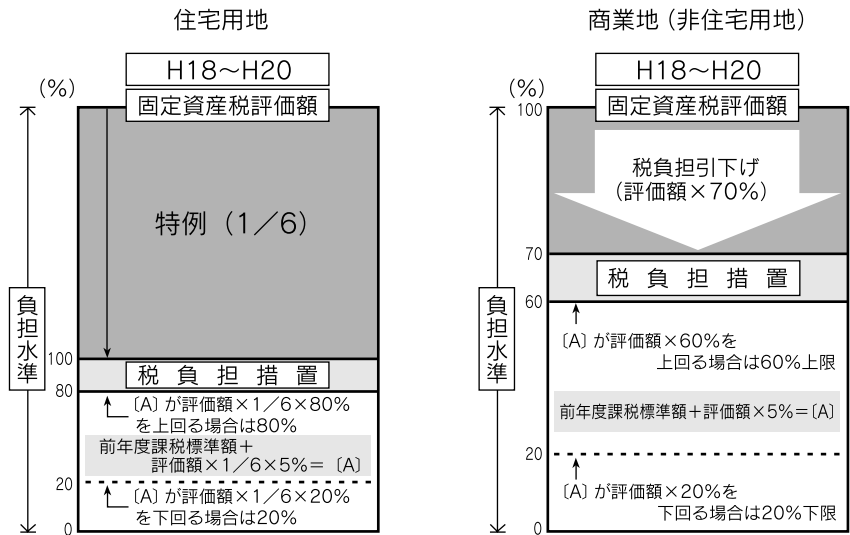 住宅用地
H18～H20
(%)
固定資産税評価額
特例（1／6）
負担水準
100
税負担措置
80
〔A〕が評価額×1／6×80%
を上回る場合は80%
前年度課税標準額＋
評価額×1／6×5%＝〔A〕
20
〔A〕が評価額×1／6×20%
を下回る場合は20%
0
商業地（非住宅用地）
H18～H20
(%)
100
固定資産税評価額
税負担引下げ
（評価額×70%）
70
負担水準
税負担措置
60
〔A〕が評価額×60%を
上回る場合は60%上限
前年度課税標準額＋評価額×5%＝〔A〕
20
〔A〕が評価額×20%を
下回る場合は20%下限
0